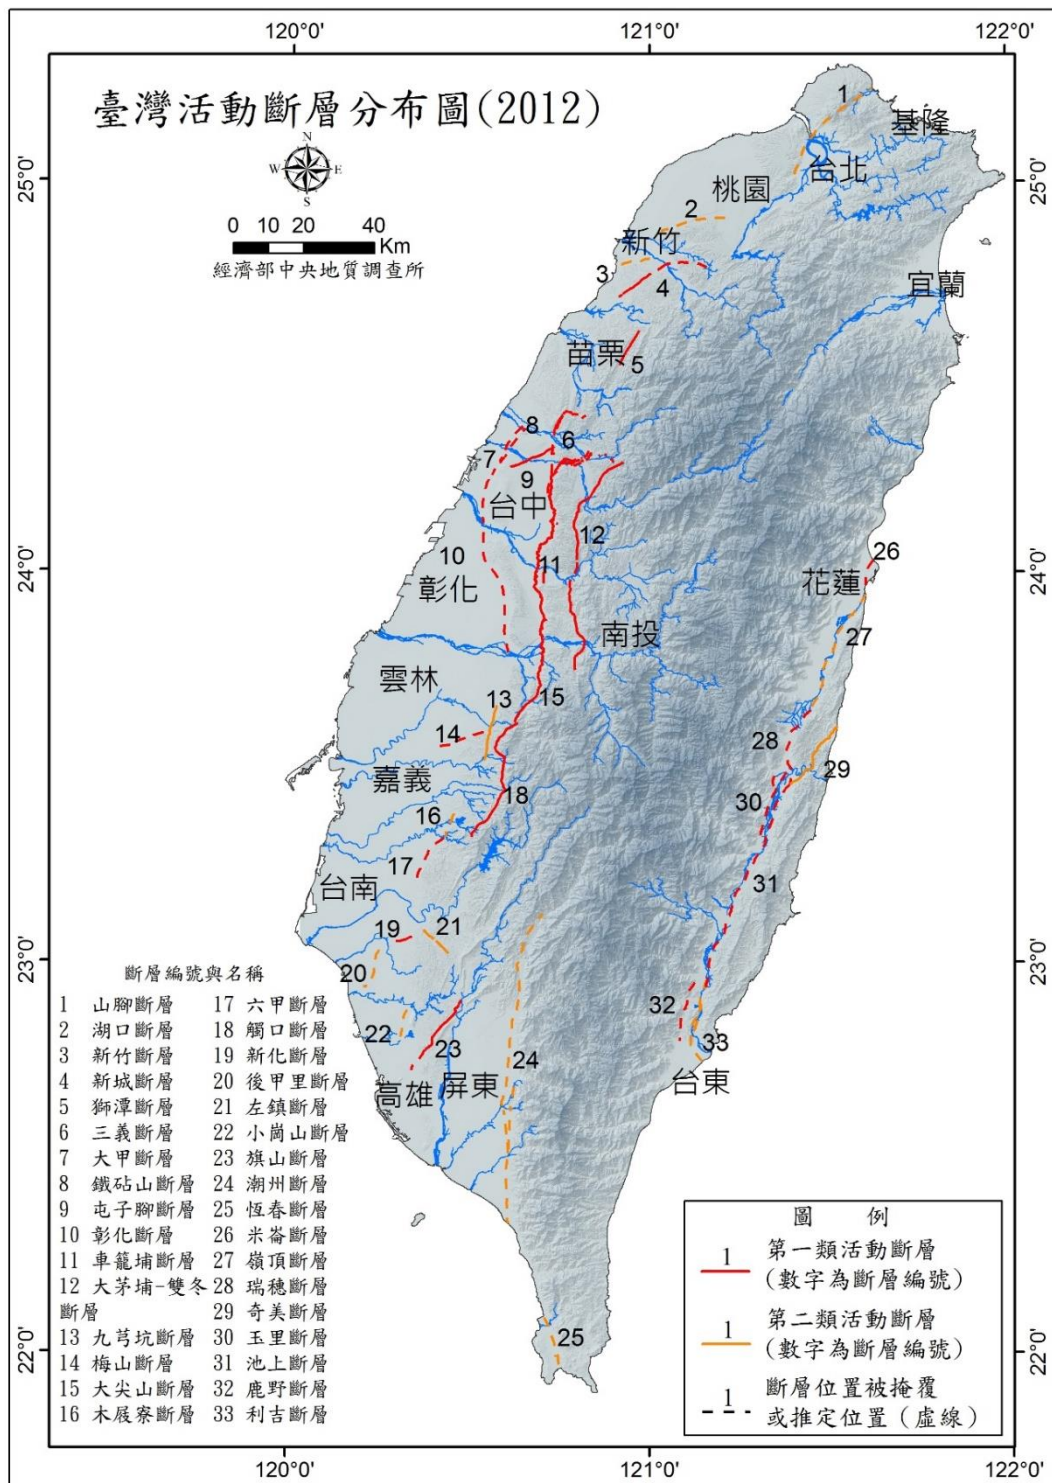 120°0'
121°0'
122°0'
臺灣活動斷層分布圖(2012)
N
W
E
S
0 10 20 40
Km
經濟部中央地質調查所
25°0'
25°0'
24°0'
24°0'
23°0'
23°0'
22°0'
22°0'
1
基隆
台北
桃園
2
新竹
3
4
宜蘭
苗栗
5
8
6
7
9
台中
12
10
11
26
彰化
花蓮
27
南投
雲林
13
15
14
28
29
嘉義
18
30
16
17
31
台南
21
19
20
32
22
23
24
33
高雄
屏東
台東
25
斷層編號與名稱
1 山腳斷層
2 湖口斷層
3 新竹斷層
4 新城斷層
5 獅潭斷層
6 三義斷層
7 大甲斷層
8 鐵砧山斷層
9 屯子腳斷層
10 彰化斷層
11 車籠埔斷層
12 大茅埔-雙冬
斷層
13 九芎坑斷層
14 梅山斷層
15 大尖山斷層
16 木屐寮斷層
17 六甲斷層
18 觸口斷層
19 新化斷層
20 後甲里斷層
21 左鎮斷層
22 小崗山斷層
23 旗山斷層
24 潮州斷層
25 恆春斷層
26 米崙斷層
27 嶺頂斷層
28 瑞穗斷層
29 奇美斷層
30 玉里斷層
31 池上斷層
32 鹿野斷層
33 利吉斷層
圖 例
1 第一類活動斷層
(數字為斷層編號)
1 第二類活動斷層
(數字為斷層編號)
1 斷層位置被掩覆
或推定位置（虛線）
120°0'
121°0'
122°0'